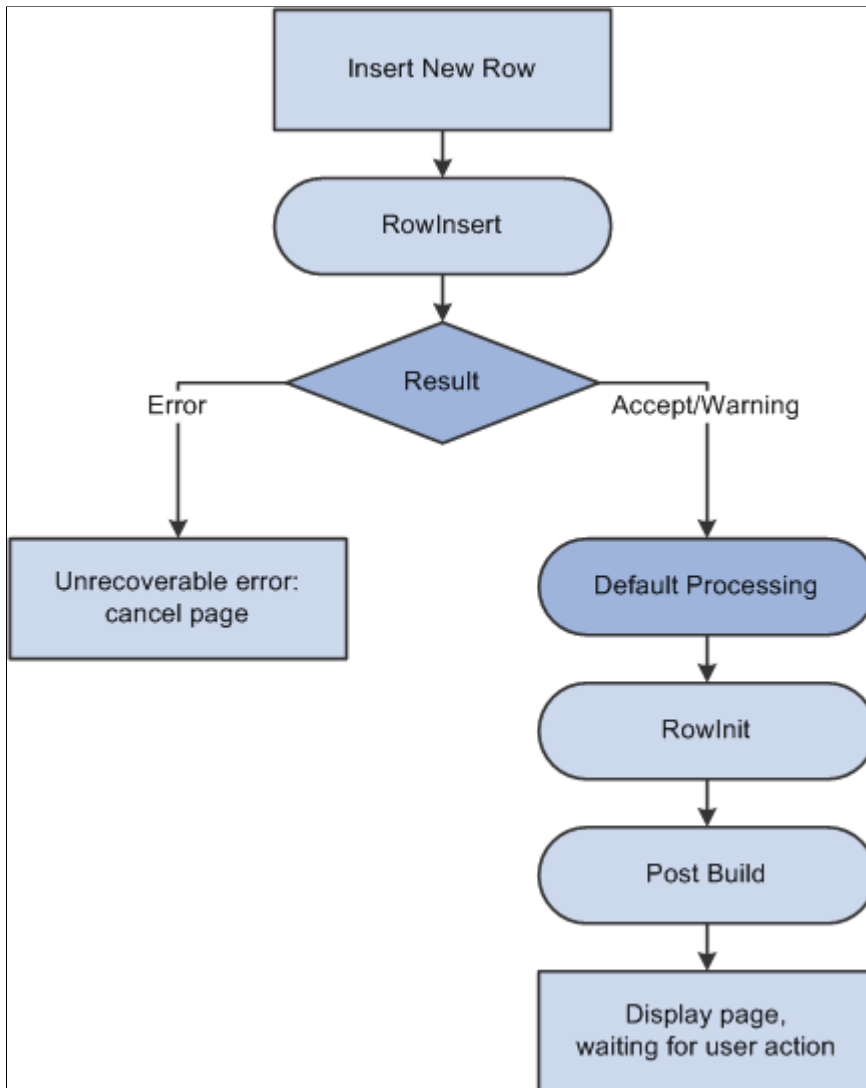 Insert New Row
RowInsert
Result
Error
Accept/Warning
Unrecoverable error:
cancel page
Default Processing
RowInit
Post Build
Display page,
waiting for user action